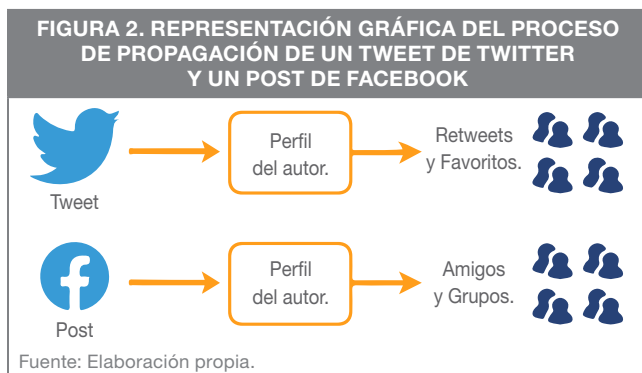 FIGURA 2. REPRESENTACIÓN GRÁFICA DEL PROCESO
DE PROPAGACIÓN DE UN TWEET DE TWITTER
Y UN POST DE FACEBOOK
Tweet
Perfil
del autor.
Retweets
y Favoritos.
Post
Perfil
del autor.
Amigos
y Grupos.
Fuente: Elaboración propia.